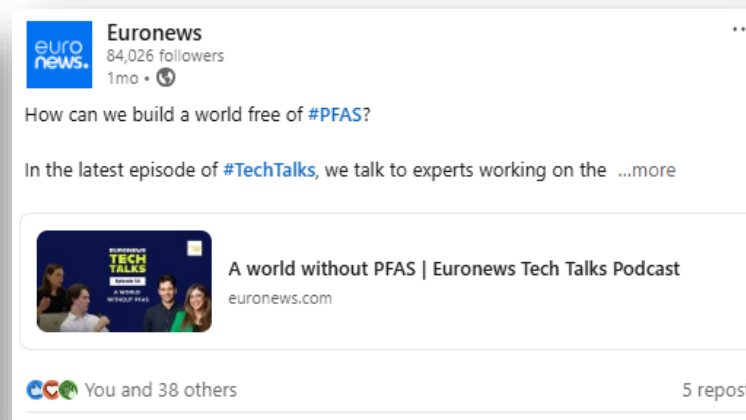 euro
news.
Euronews
84,026 followers
1mo •
How can we build a world free of #PFAS?
In the latest episode of #TechTalks, we talk to experts working on the ...more
EURONEWS
TECH
TALKS
A WORLD
WITHOUT PFAS
A world without PFAS | Euronews Tech Talks Podcast
euronews.com
You and 38 others
5 repost